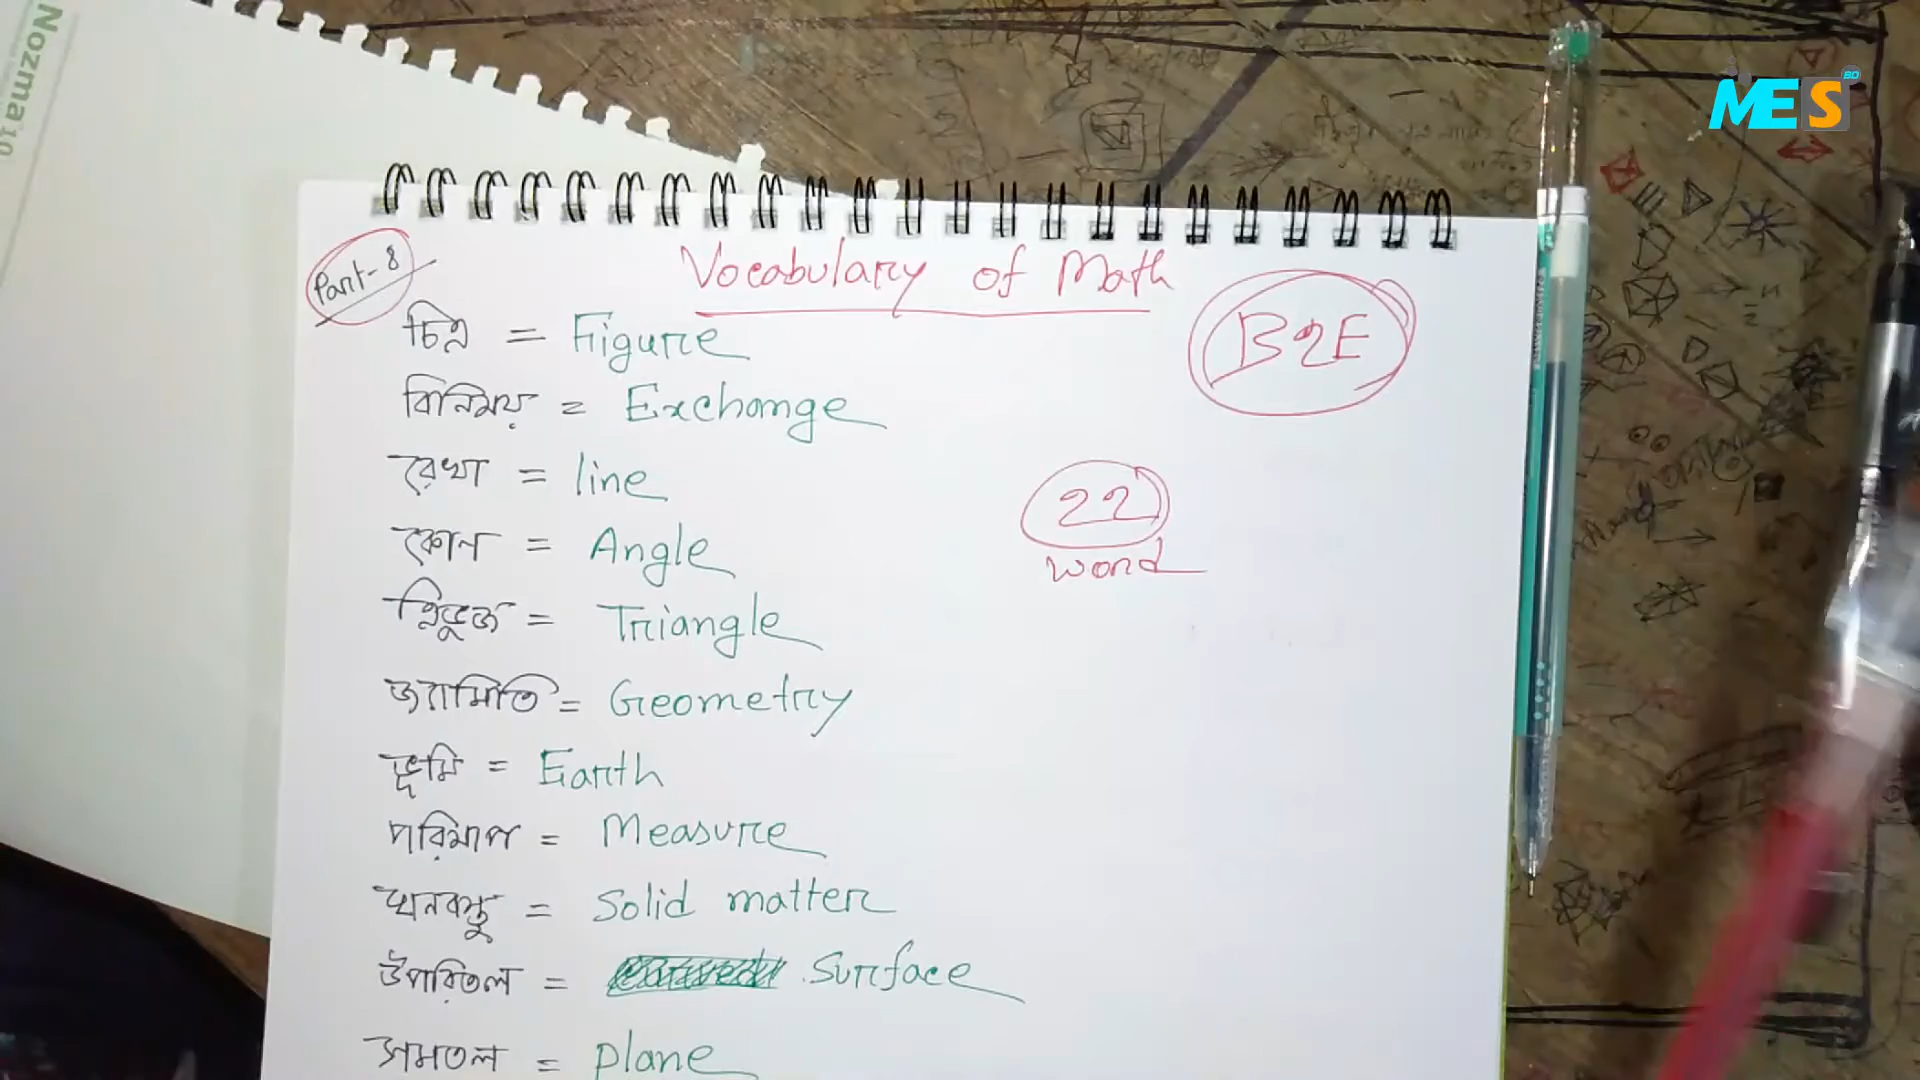 Nozma 10
MES BD
Part-8
Vocabulary of Math
B2E
চিত্র = Figure
বিনিময় = Exchange
রেখা = line
22
word
কোন = Angle
ত্রিভুজ = Triangle
জ্যামিতি = Geometry
ভূমি = Earth
পরিমাপ = Measure
ঘনবস্তু = Solid matter
উপরিতল = Surface
সমতল = plane